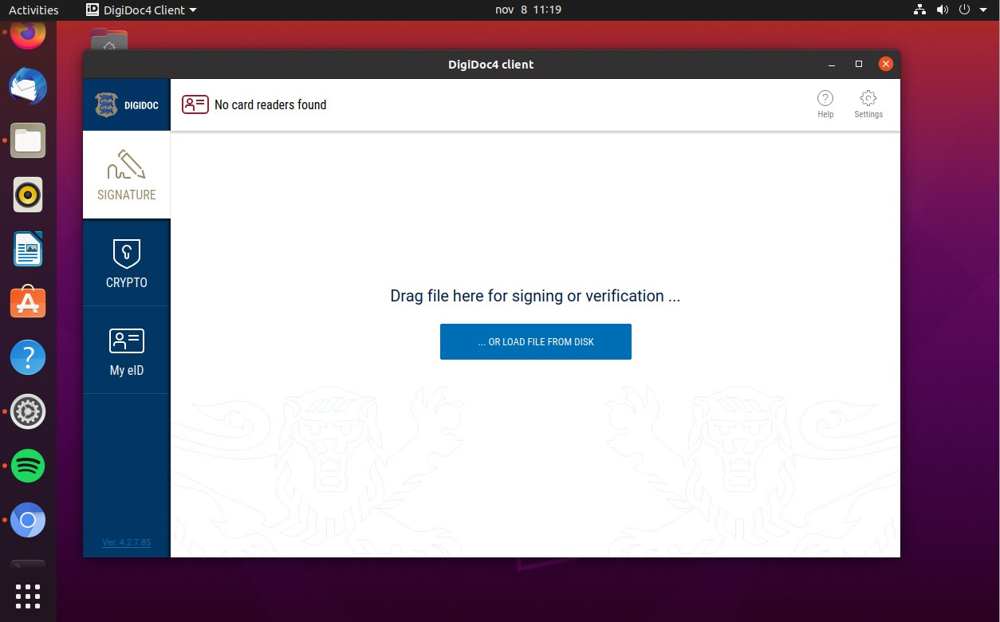 Activities
DigiDoc4 Client
nov 8 11:19
DigiDoc4 client
DIGIDOC
No card readers found
Help
Settings
SIGNATURE
CRYPTO
My eID
Drag file here for signing or verification ...
... OR LOAD FILE FROM DISK
Ver. 4.2.7.85